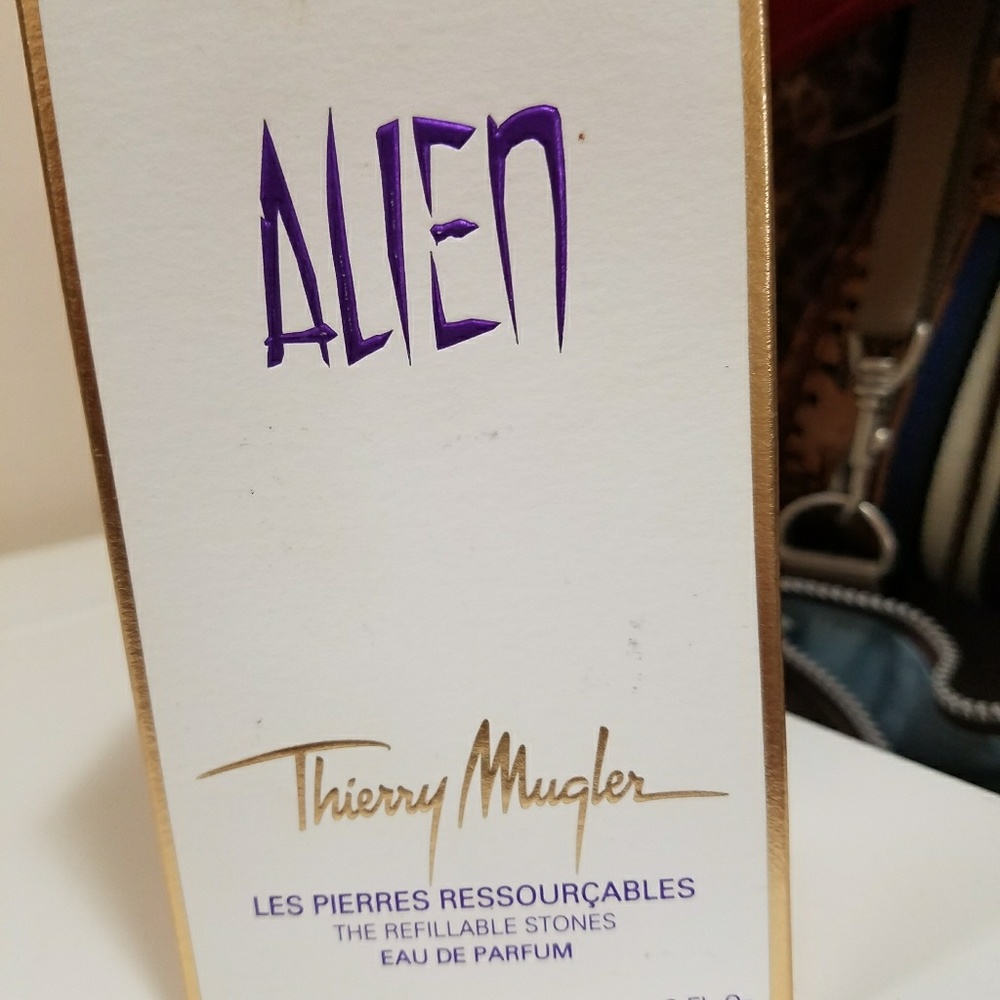 ALIEN
Thierry Mugler
LES PIERRES RESSOURÇABLES
THE REFILLABLE STONES
EAU DE PARFUM